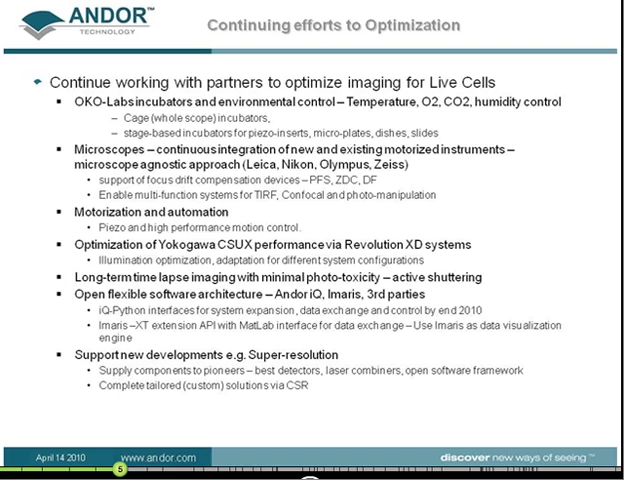 ANDOR™
TECHNOLOGY
Continuing efforts to Optimization
Continue working with partners to optimize imaging for Live Cells
▪ OKO-Labs incubators and environmental control – Temperature, O2, CO2, humidity control
– Cage (whole scope) incubators,
– stage-based incubators for piezo-inserts, micro-plates, dishes, slides
▪ Microscopes – continuous integration of new and existing motorized instruments –
microscope agnostic approach (Leica, Nikon, Olympus, Zeiss)
• support of focus drift compensation devices – PFS, ZDC, DF
• Enable multi-function systems for TIRF, Confocal and photo-manipulation
▪ Motorization and automation
• Piezo and high performance motion control.
▪ Optimization of Yokogawa CSUX performance via Revolution XD systems
• Illumination optimization, adaptation for different system configurations
▪ Long-term time lapse imaging with minimal photo-toxicity – active shuttering
▪ Open flexible software architecture – Andor iQ, Imaris, 3rd parties
• iQ-Python interfaces for system expansion, data exchange and control by end 2010
• Imaris –XT extension API with MatLab interface for data exchange – Use Imaris as data visualization
engine
▪ Support new developments e.g. Super-resolution
• Supply components to pioneers – best detectors, laser combiners, open software framework
• Complete tailored (custom) solutions via CSR
April 14 2010 www.andor.com discover new ways of seeing™
5